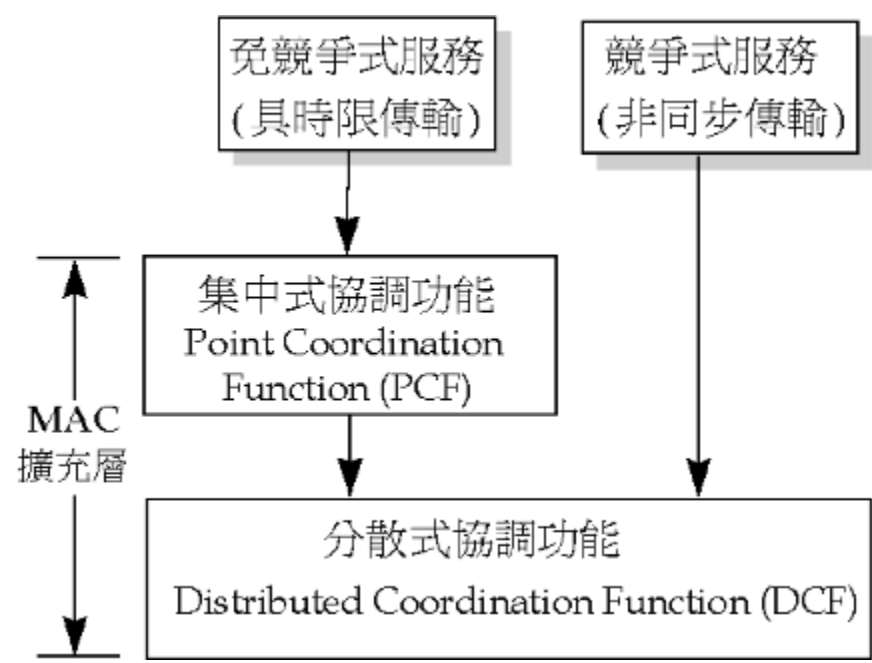 免競爭式服務
(具時限傳輸)
競爭式服務
(非同步傳輸)
集中式協調功能
Point Coordination
Function (PCF)
MAC
擴充層
分散式協調功能
Distributed Coordination Function (DCF)